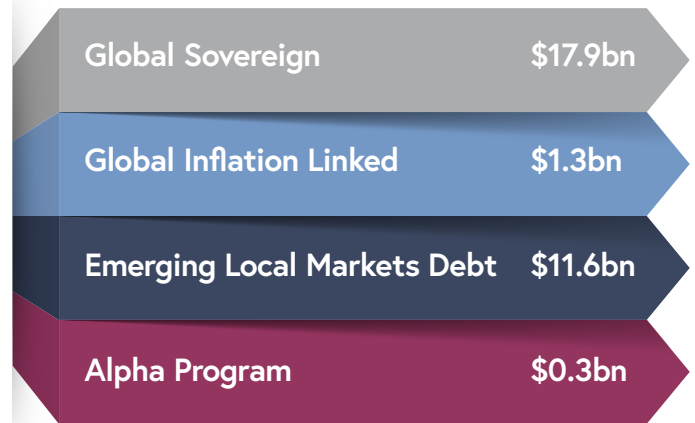 Global Sovereign $17.9bn
Global Inflation Linked $1.3bn
Emerging Local Markets Debt $11.6bn
Alpha Program $0.3bn